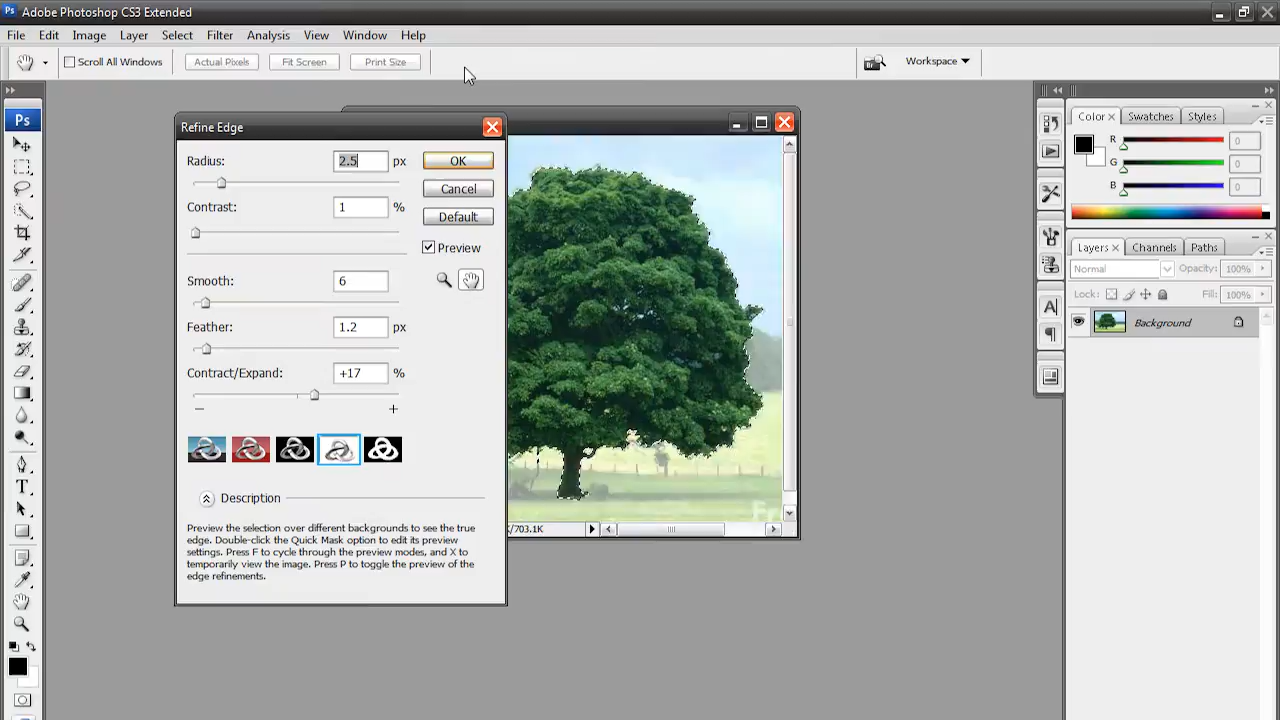 Ps Adobe Photoshop CS3 Extended
File Edit Image Layer Select Filter Analysis View Window Help
Scroll All Windows Actual Pixels Fit Screen Print Size Workspace
Ps
Refine Edge
Radius: 2.5 px
OK
Cancel
Contrast: 1 %
Default
Preview
Smooth: 6
Feather: 1.2 px
Contract/Expand: +17 %
− +
Description
Preview the selection over different backgrounds to see the true
edge. Double-click the Quick Mask option to edit its preview
settings. Press F to cycle through the preview modes, and X to
temporarily view the image. Press P to toggle the preview of the
edge refinements.
/703.1K
T
A
Color Swatches Styles
R 0
G 0
B 0
Layers Channels Paths
Normal Opacity: 100%
Lock: Fill: 100%
Background